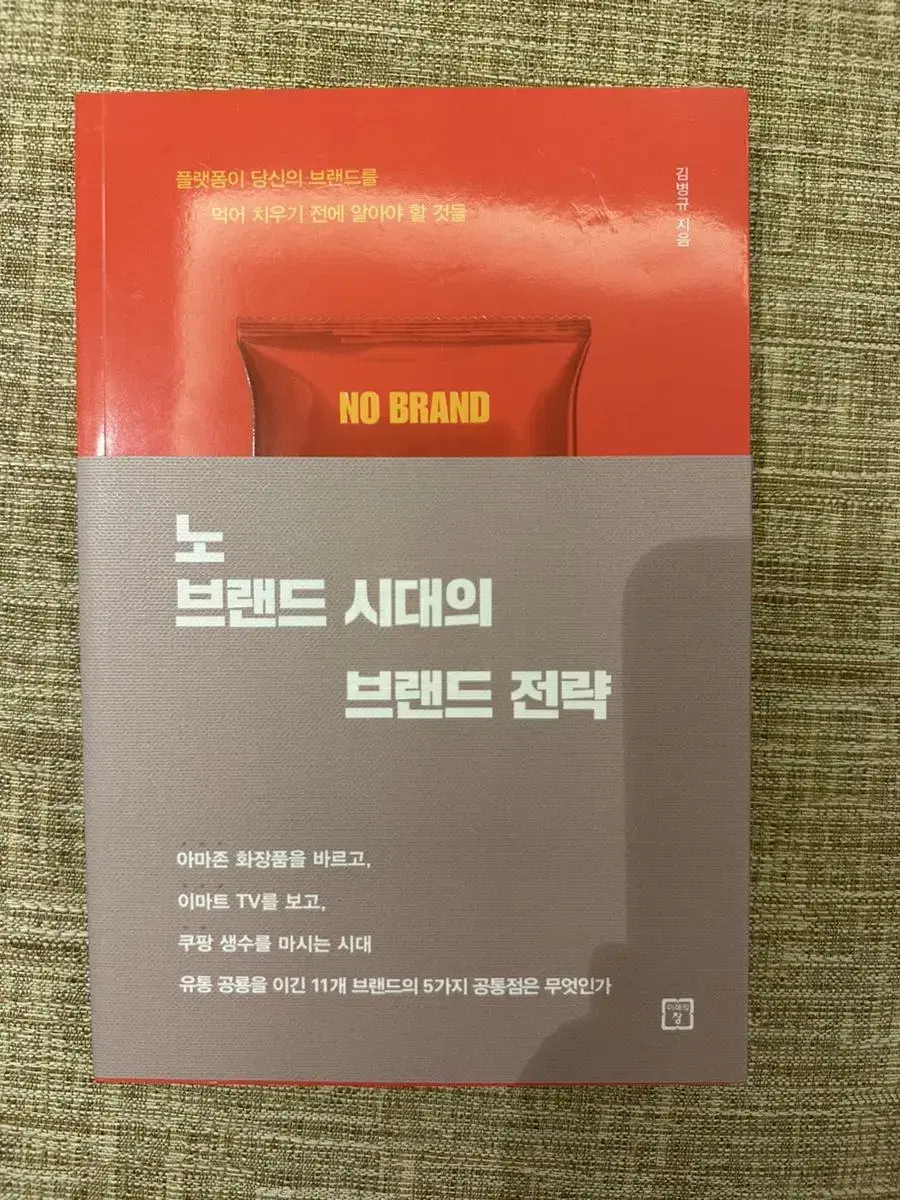 플랫폼이 당신의 브랜드를
먹어 치우기 전에 알아야 할 것들
김병규 지음
NO BRAND
노
브랜드 시대의
브랜드 전략
아마존 화장품을 바르고,
이마트 TV를 보고,
쿠팡 생수를 마시는 시대
유통 공룡을 이긴 11개 브랜드의 5가지 공통점은 무엇인가
미래의
창